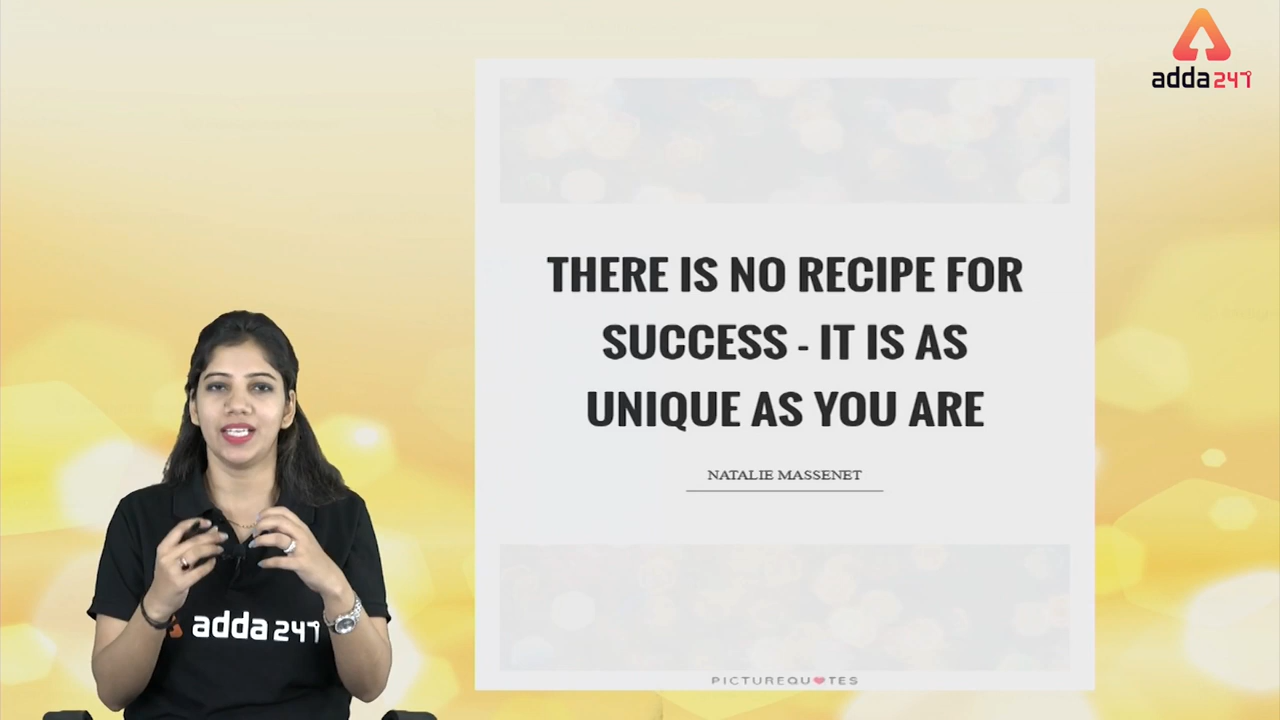 adda247
THERE IS NO RECIPE FOR
SUCCESS - IT IS AS
UNIQUE AS YOU ARE
NATALIE MASSENET
PICTUREQUOTES
adda247